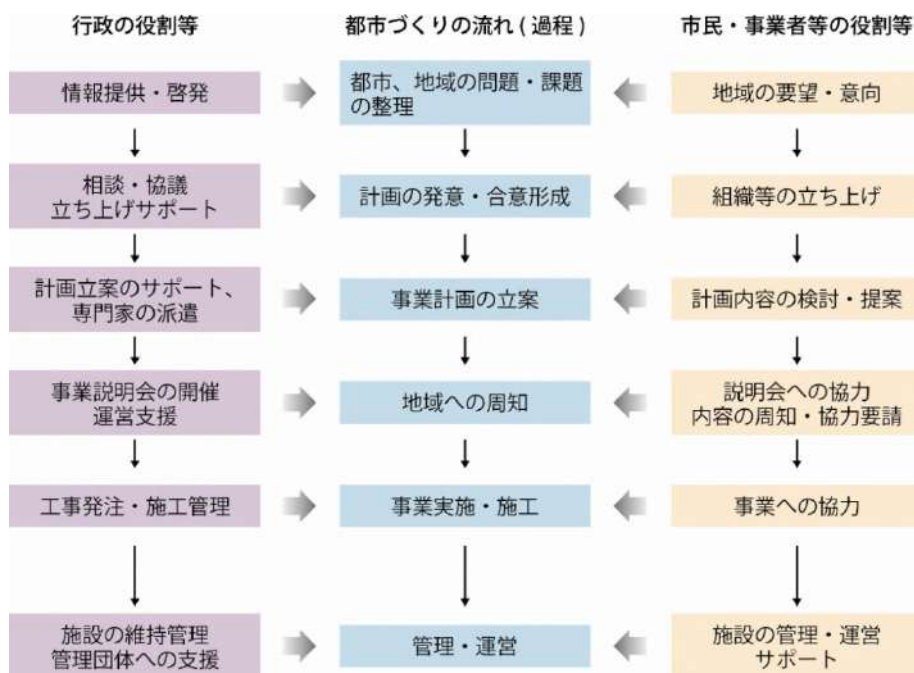 行政の役割等
都市づくりの流れ(過程)
市民・事業者等の役割等
情報提供・啓発
都市、地域の問題・課題
の整理
地域の要望・意向
相談・協議
立ち上げサポート
計画の発意・合意形成
組織等の立ち上げ
計画立案のサポート、
専門家の派遣
事業計画の立案
計画内容の検討・提案
事業説明会の開催
運営支援
地域への周知
説明会への協力
内容の周知・協力要請
工事発注・施工管理
事業実施・施工
事業への協力
施設の維持管理
管理団体への支援
管理・運営
施設の管理・運営
サポート